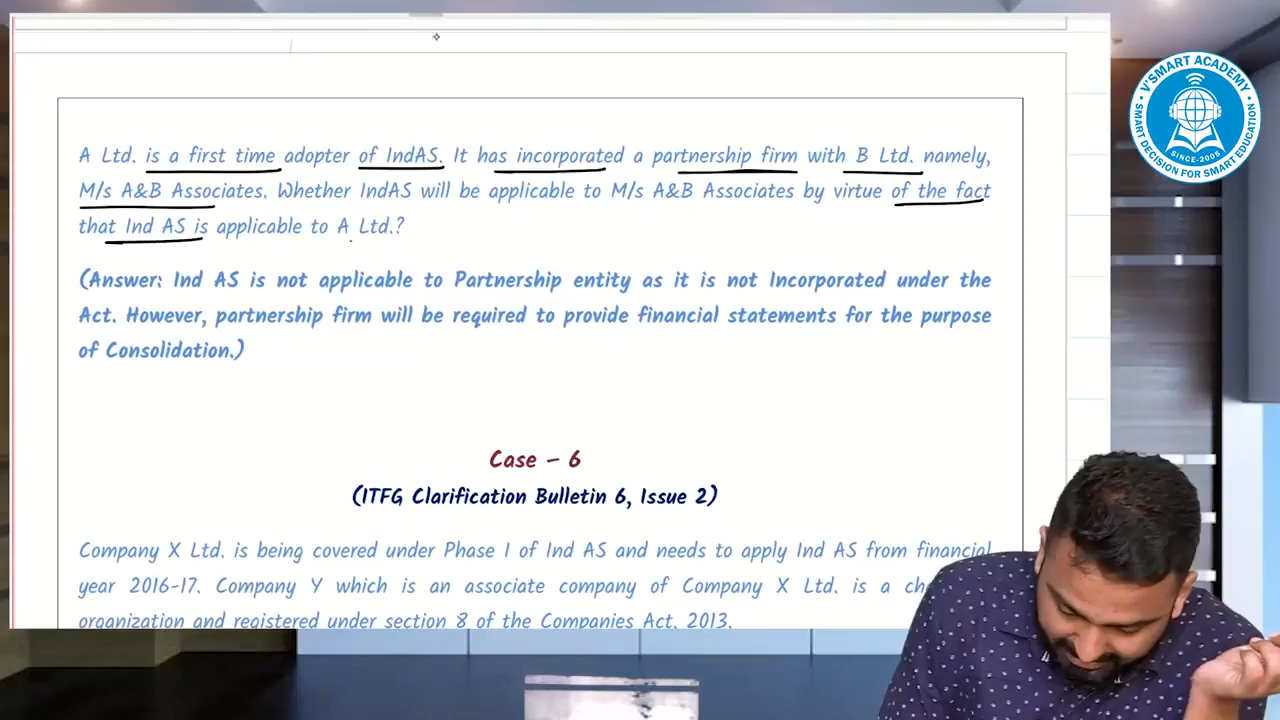 A Ltd. is a first time adopter of IndAS. It has incorporated a partnership firm with B Ltd. namely,
M/s A&B Associates. Whether IndAS will be applicable to M/s A&B Associates by virtue of the fact
that Ind AS is applicable to A Ltd.?
(Answer: Ind AS is not applicable to Partnership entity as it is not Incorporated under the
Act. However, partnership firm will be required to provide financial statements for the purpose
of Consolidation.)
Case – 6
(ITFG Clarification Bulletin 6, Issue 2)
Company X Ltd. is being covered under Phase I of Ind AS and needs to apply Ind AS from financial
year 2016-17. Company Y which is an associate company of Company X Ltd. is a
organization and registered under section 8 of the Companies Act, 2013.
V'SMART ACADEMY
SINCE-2005
SMART DECISION FOR SMART EDUCATION